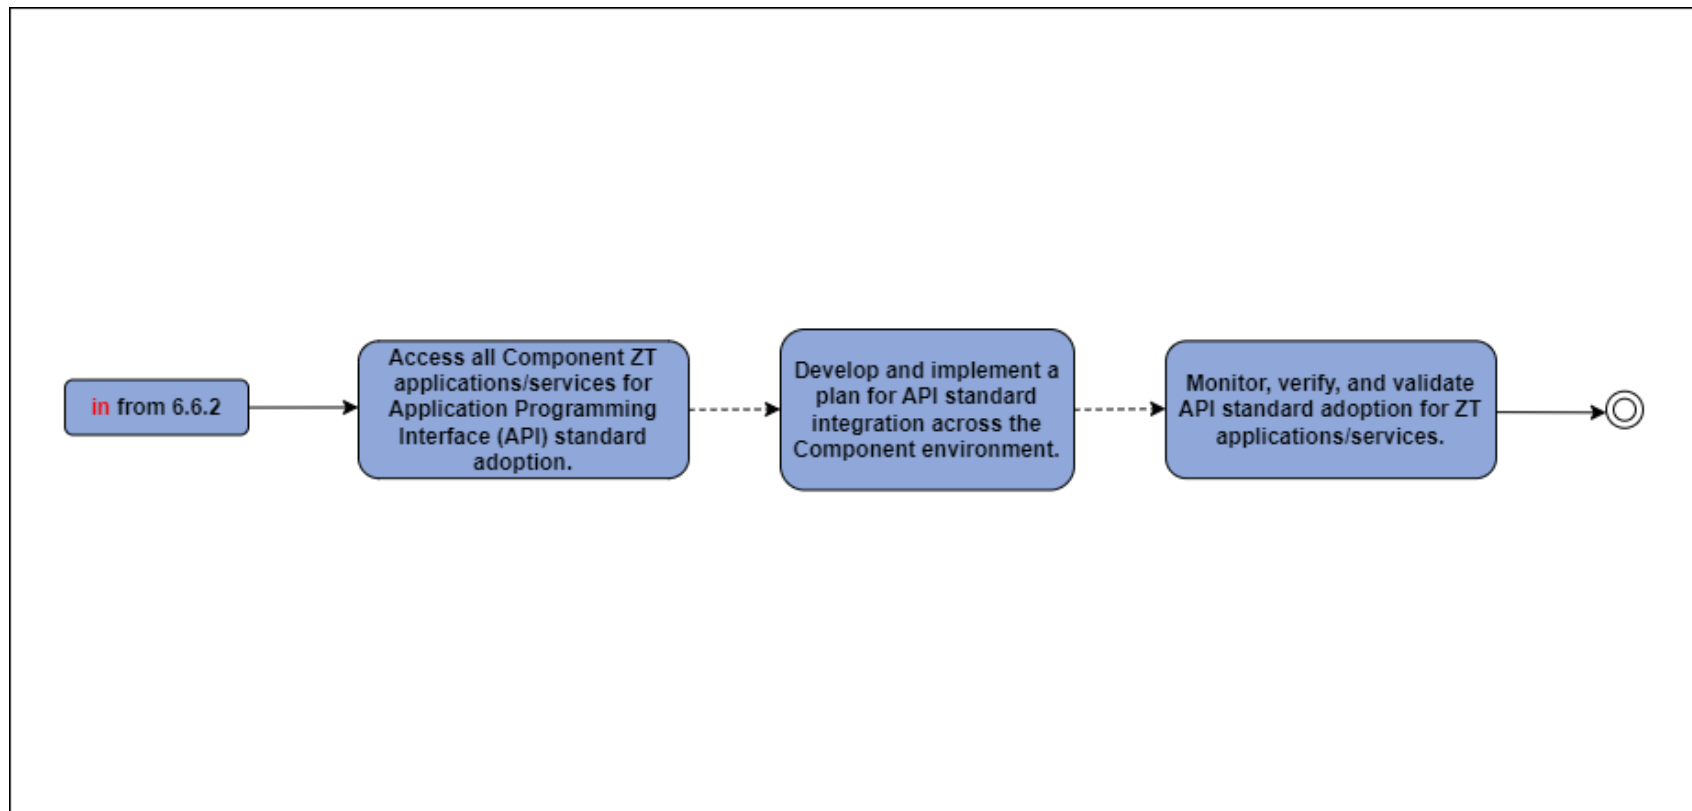 in from 6.6.2
Access all Component ZT
applications/services for
Application Programming
Interface (API) standard
adoption.
Develop and implement a
plan for API standard
integration across the
Component environment.
Monitor, verify, and validate
API standard adoption for ZT
applications/services.